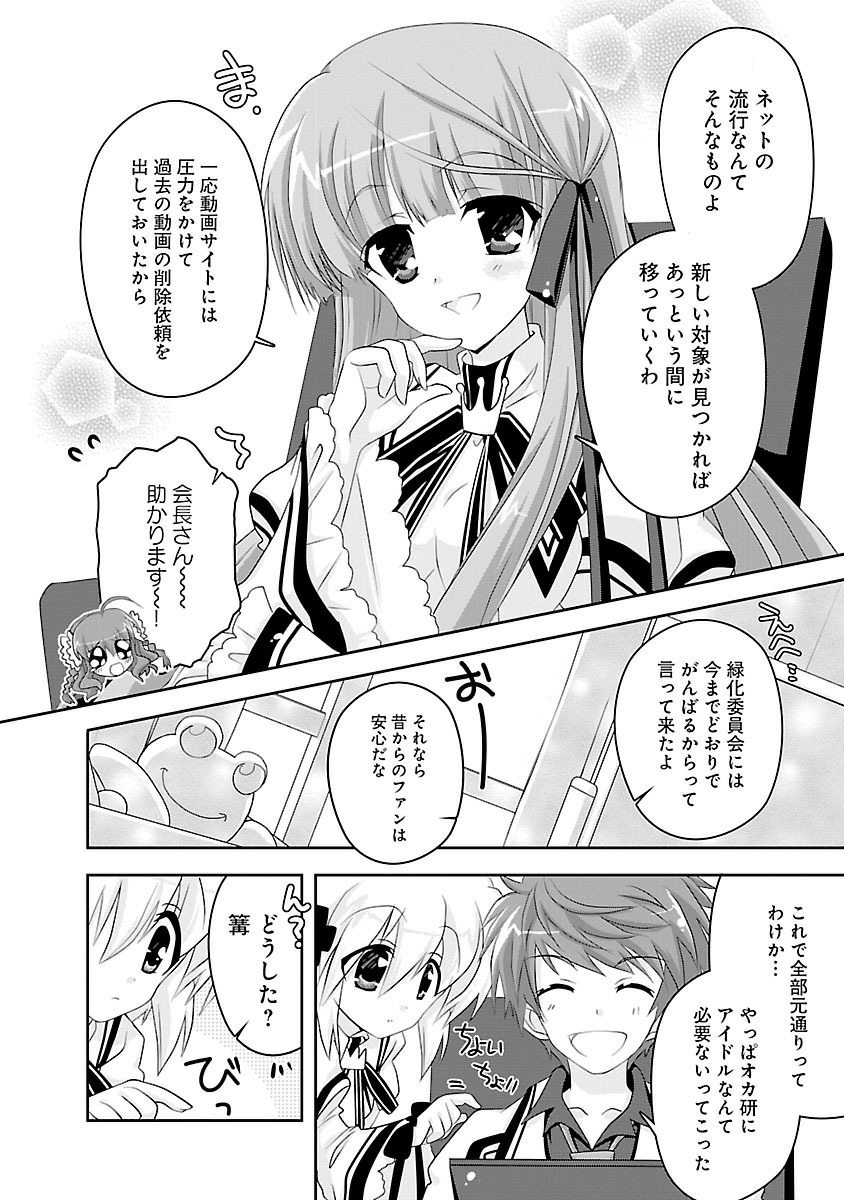 ネットの
流行なんて
そんなものよ
新しい対象が見つかれば
あっという間に
移っていくわ
ま。
一応動画サイトには
圧力をかけて
過去の動画の削除依頼を
出しておいたから
会長さん〜〜
助かります〜〜!
えへへ…
緑化委員会には
今までどおりで
がんばるからって
言って来たよ
おー
それなら
昔からのファンは
安心だな
これで全部元通りって
わけか…
やっぱオカ研に
アイドルなんて
必要ないってこった
ちょい
ちょい
ん?
どうした?
篝
びっ